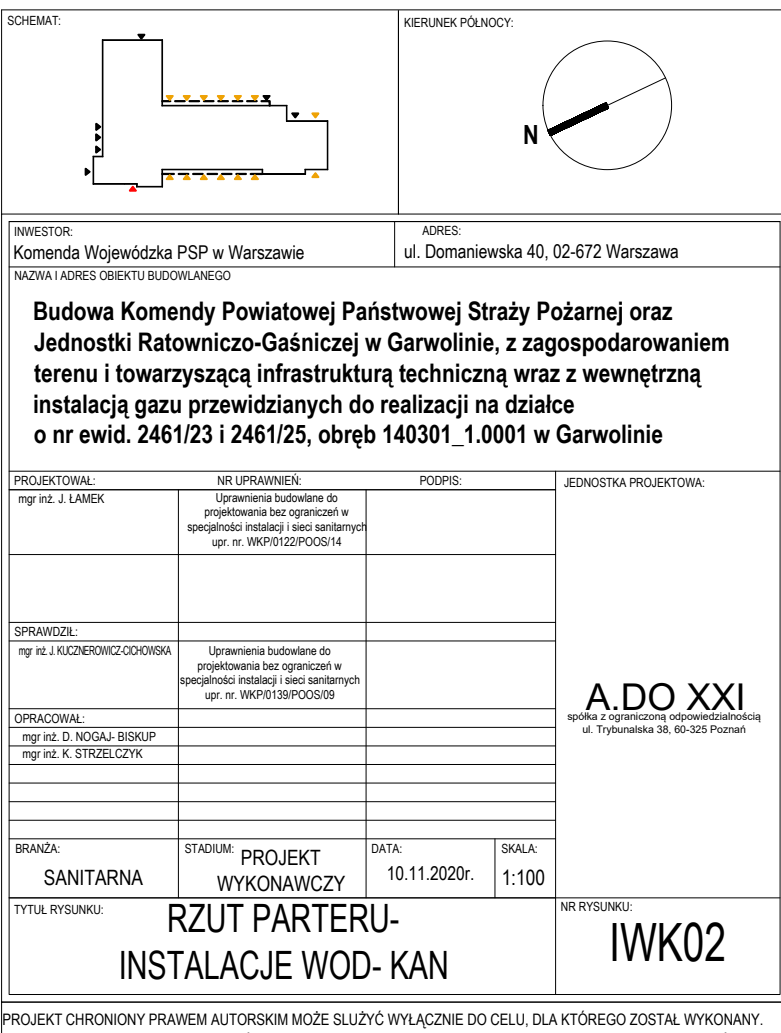 SCHEMAT:
KIERUNEK PÓŁNOCY:
N
INWESTOR:
Komenda Wojewódzka PSP w Warszawie
ADRES:
ul. Domaniewska 40, 02-672 Warszawa
NAZWA I ADRES OBIEKTU BUDOWLANEGO
Budowa Komendy Powiatowej Państwowej Straży Pożarnej oraz
Jednostki Ratowniczo-Gaśniczej w Garwolinie, z zagospodarowaniem
terenu i towarzyszącą infrastrukturą techniczną wraz z wewnętrzną
instalacją gazu przewidzianych do realizacji na działce
o nr ewid. 2461/23 i 2461/25, obręb 140301_1.0001 w Garwolinie
PROJEKTOWAŁ:
NR UPRAWNIEŃ:
PODPIS:
JEDNOSTKA PROJEKTOWA:
mgr inż. J. ŁAMEK
Uprawnienia budowlane do
projektowania bez ograniczeń w
specjalności instalacji i sieci sanitarnych
upr. nr. WKP/0122/POOS/14
SPRAWDZIŁ:
mgr inż. J. KUCZNEROWICZ-CICHOWSKA
Uprawnienia budowlane do
projektowania bez ograniczeń w
specjalności instalacji i sieci sanitarnych
upr. nr. WKP/0139/POOS/09
A.DO XXI
spółka z ograniczoną odpowiedzialnością
ul. Trybunalska 38, 60-325 Poznań
OPRACOWAŁ:
mgr inż. D. NOGAJ- BISKUP
mgr inż. K. STRZELCZYK
BRANŻA:
SANITARNA
STADIUM:
PROJEKT
WYKONAWCZY
DATA:
10.11.2020r.
SKALA:
1:100
TYTUŁ RYSUNKU:
RZUT PARTERU-
INSTALACJE WOD- KAN
NR RYSUNKU:
IWK02
PROJEKT CHRONIONY PRAWEM AUTORSKIM MOŻE SLUŻYĆ WYŁĄCZNIE DO CELU, DLA KTÓREGO ZOSTAŁ WYKONANY.